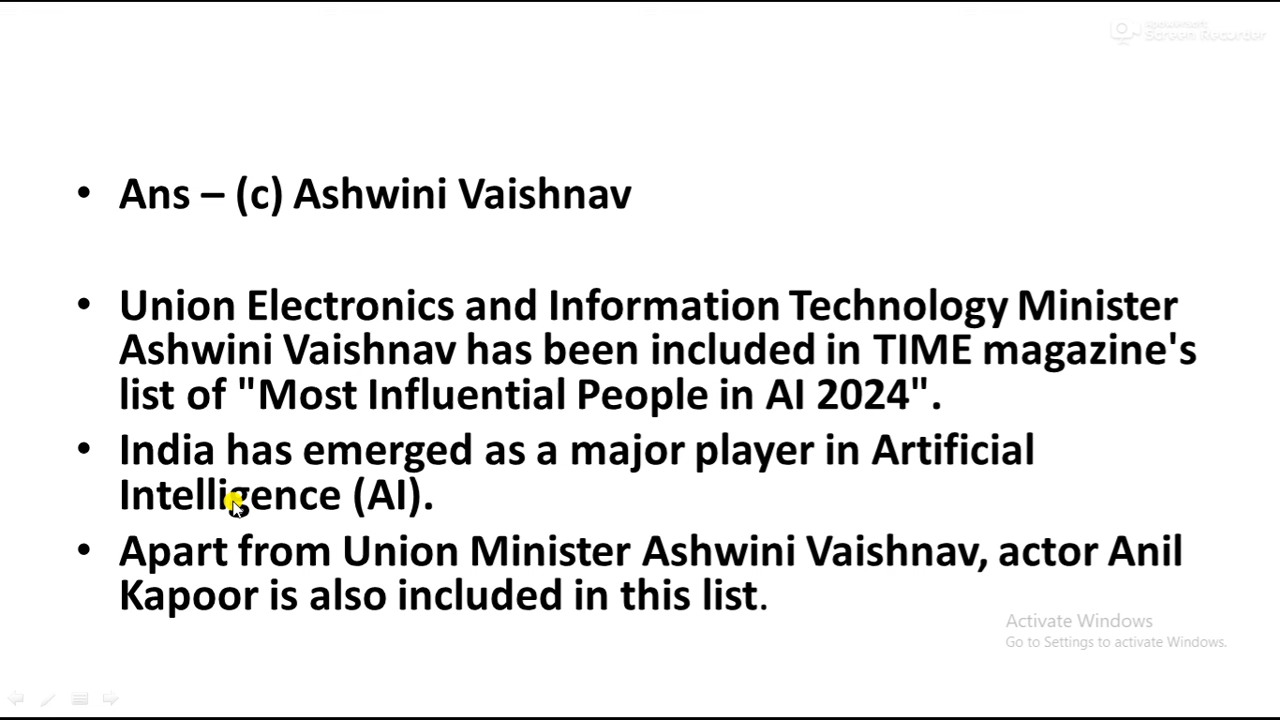 Apowersoft
Screen Recorder
• Ans – (c) Ashwini Vaishnav
• Union Electronics and Information Technology Minister
Ashwini Vaishnav has been included in TIME magazine's
list of "Most Influential People in AI 2024".
• India has emerged as a major player in Artificial
Intelligence (AI).
• Apart from Union Minister Ashwini Vaishnav, actor Anil
Kapoor is also included in this list.
Activate Windows
Go to Settings to activate Windows.